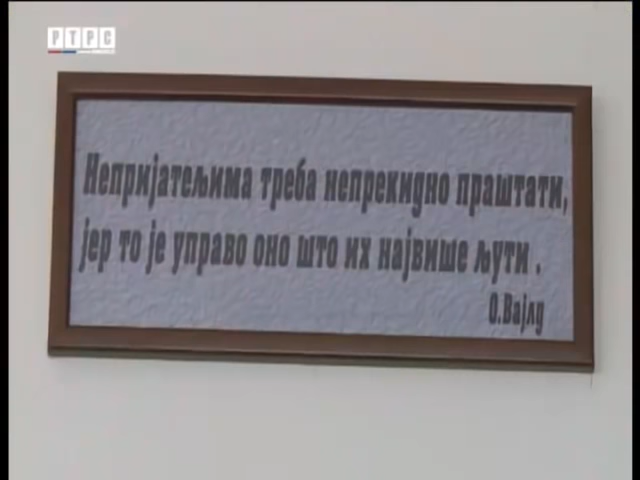 РТРС
Непријатељима треба непрекидно праштати,
јер то је управо оно што их највише љути .
О.Вајлд